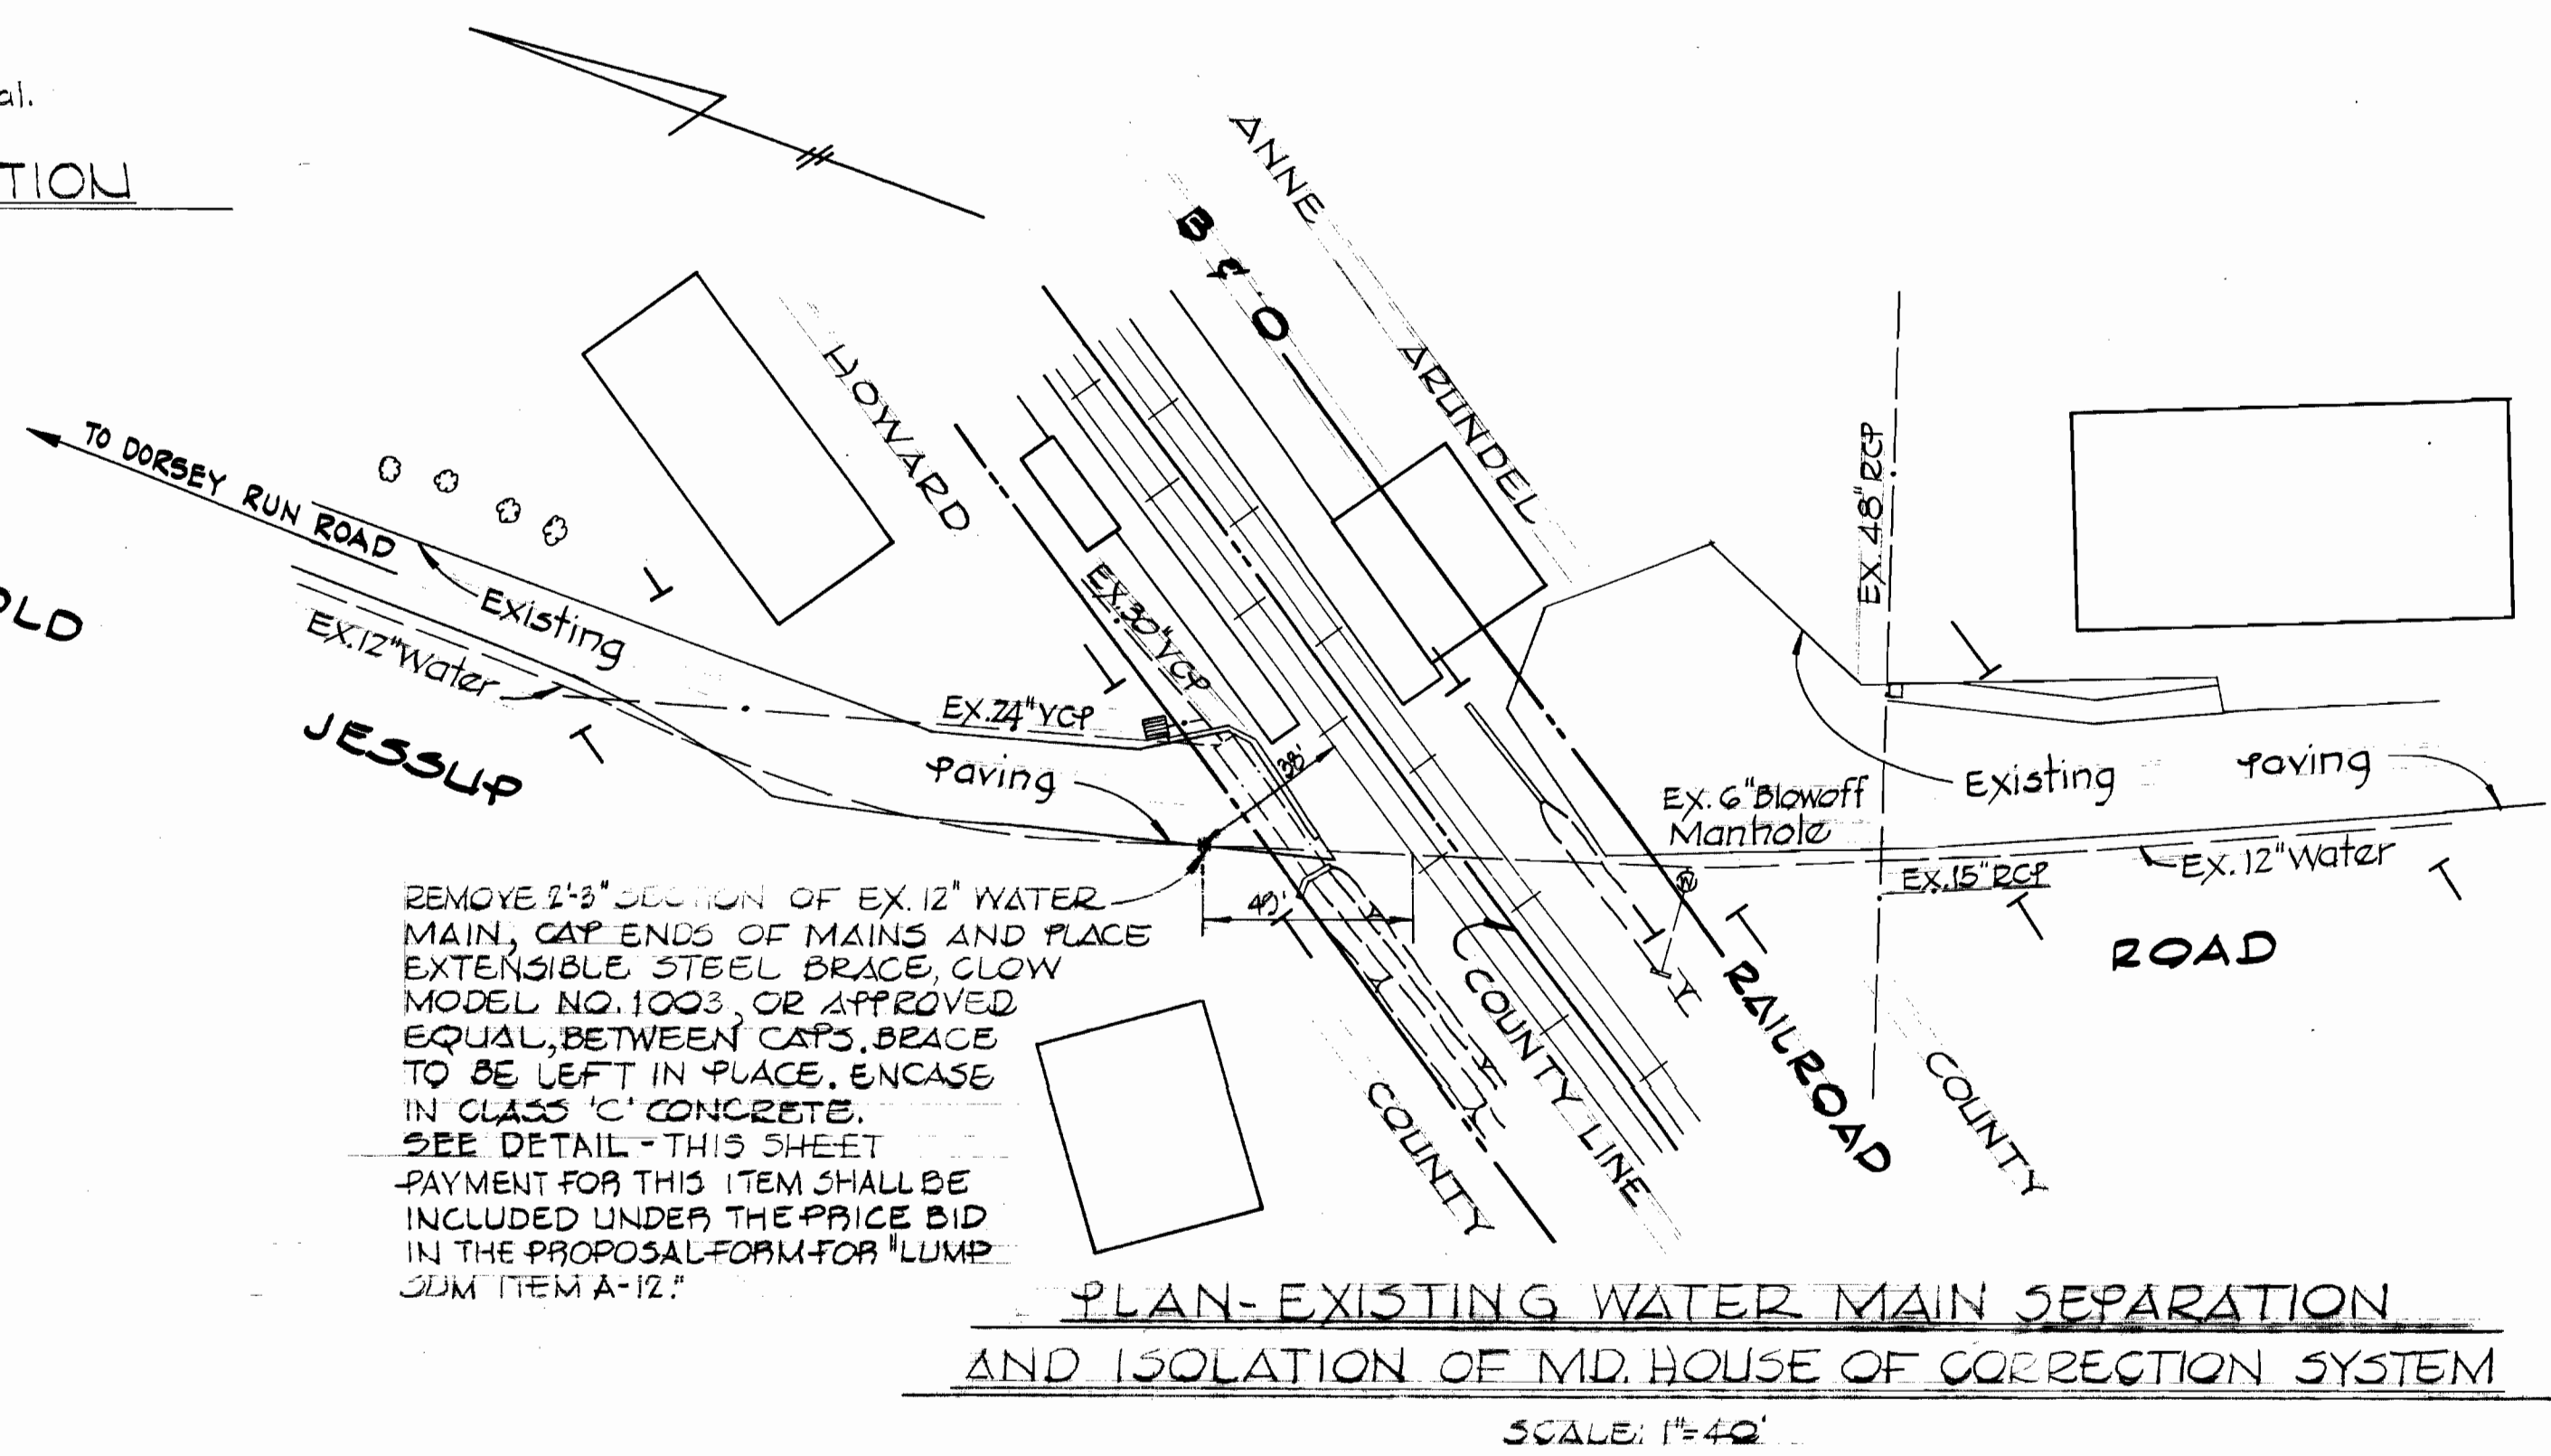 al.
TION
ANNE ARUNDEL
B & O
HOWARD
TO DORSEY RUN ROAD
OLD
Existing
EX. 12" Water
JESSUP
EX. 24" VCP
EX. 30" VCP
Paving
38'
49'
EX. 48" RCP
EX. 6" Blowoff
Manhole
Existing Paving
EX. 15" RCP
EX. 12" Water
ROAD
RAILROAD
COUNTY LINE
COUNTY
COUNTY
REMOVE 2'-3" SECTION OF EX. 12" WATER
MAIN, CAP ENDS OF MAINS AND PLACE
EXTENSIBLE STEEL BRACE, CLOW
MODEL NO. 1003, OR APPROVED
EQUAL, BETWEEN CAPS. BRACE
TO BE LEFT IN PLACE. ENCASE
IN CLASS 'C' CONCRETE.
SEE DETAIL - THIS SHEET
PAYMENT FOR THIS ITEM SHALL BE
INCLUDED UNDER THE PRICE BID
IN THE PROPOSAL FORM FOR "LUMP
SUM ITEM A-12."
PLAN - EXISTING WATER MAIN SEPARATION
AND ISOLATION OF MD. HOUSE OF CORRECTION SYSTEM
SCALE: 1"=40'
W